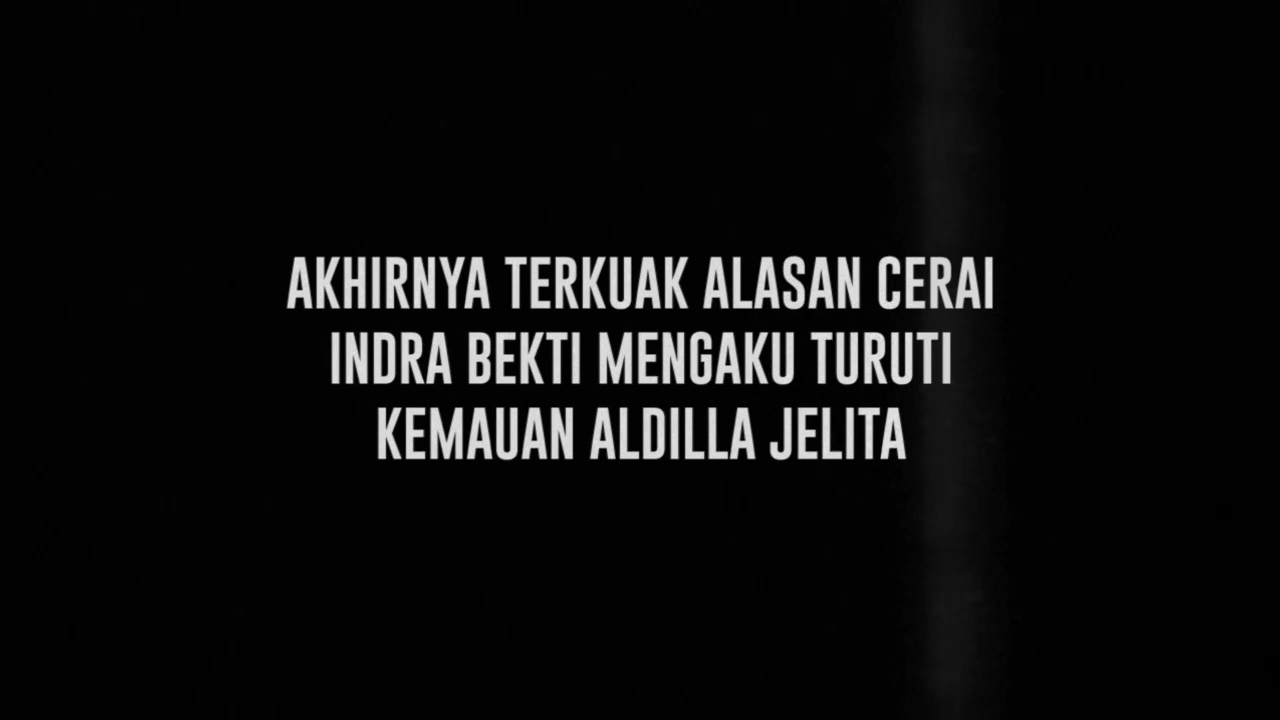 AKHIRNYA TERKUAK ALASAN CERAI
INDRA BEKTI MENGAKU TURUTI
KEMAUAN ALDILLA JELITA